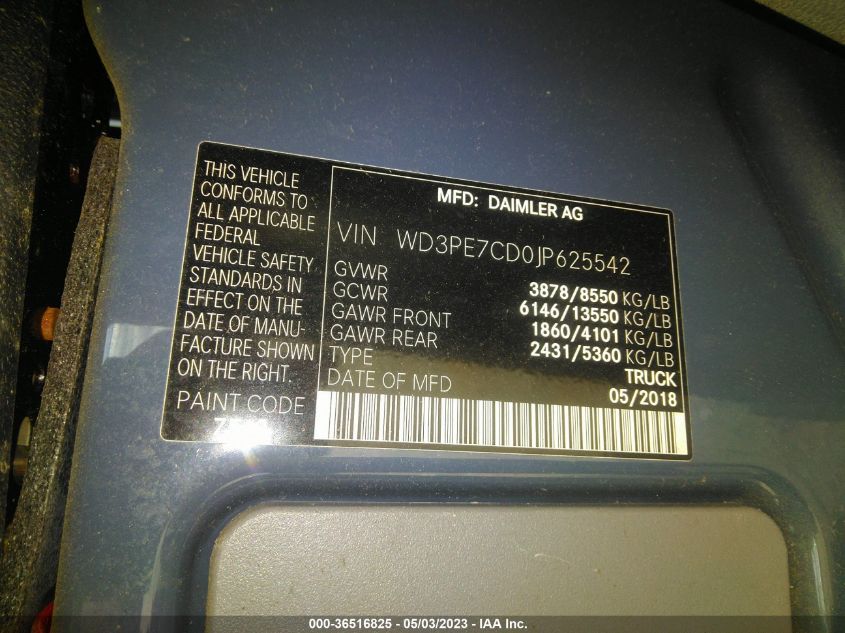 THIS VEHICLE
CONFORMS TO
ALL APPLICABLE
FEDERAL
VEHICLE SAFETY
STANDARDS IN
EFFECT ON THE
DATE OF MANU-
FACTURE SHOWN
ON THE RIGHT.
PAINT CODE
MFD: DAIMLER AG
VIN WD3PE7CD0JP625542
GVWR 3878/8550 KG/LB
GCWR 6146/13550 KG/LB
GAWR FRONT 1860/4101 KG/LB
GAWR REAR 2431/5360 KG/LB
TYPE TRUCK
DATE OF MFD 05/2018
000-36516825 - 05/03/2023 - IAA Inc.